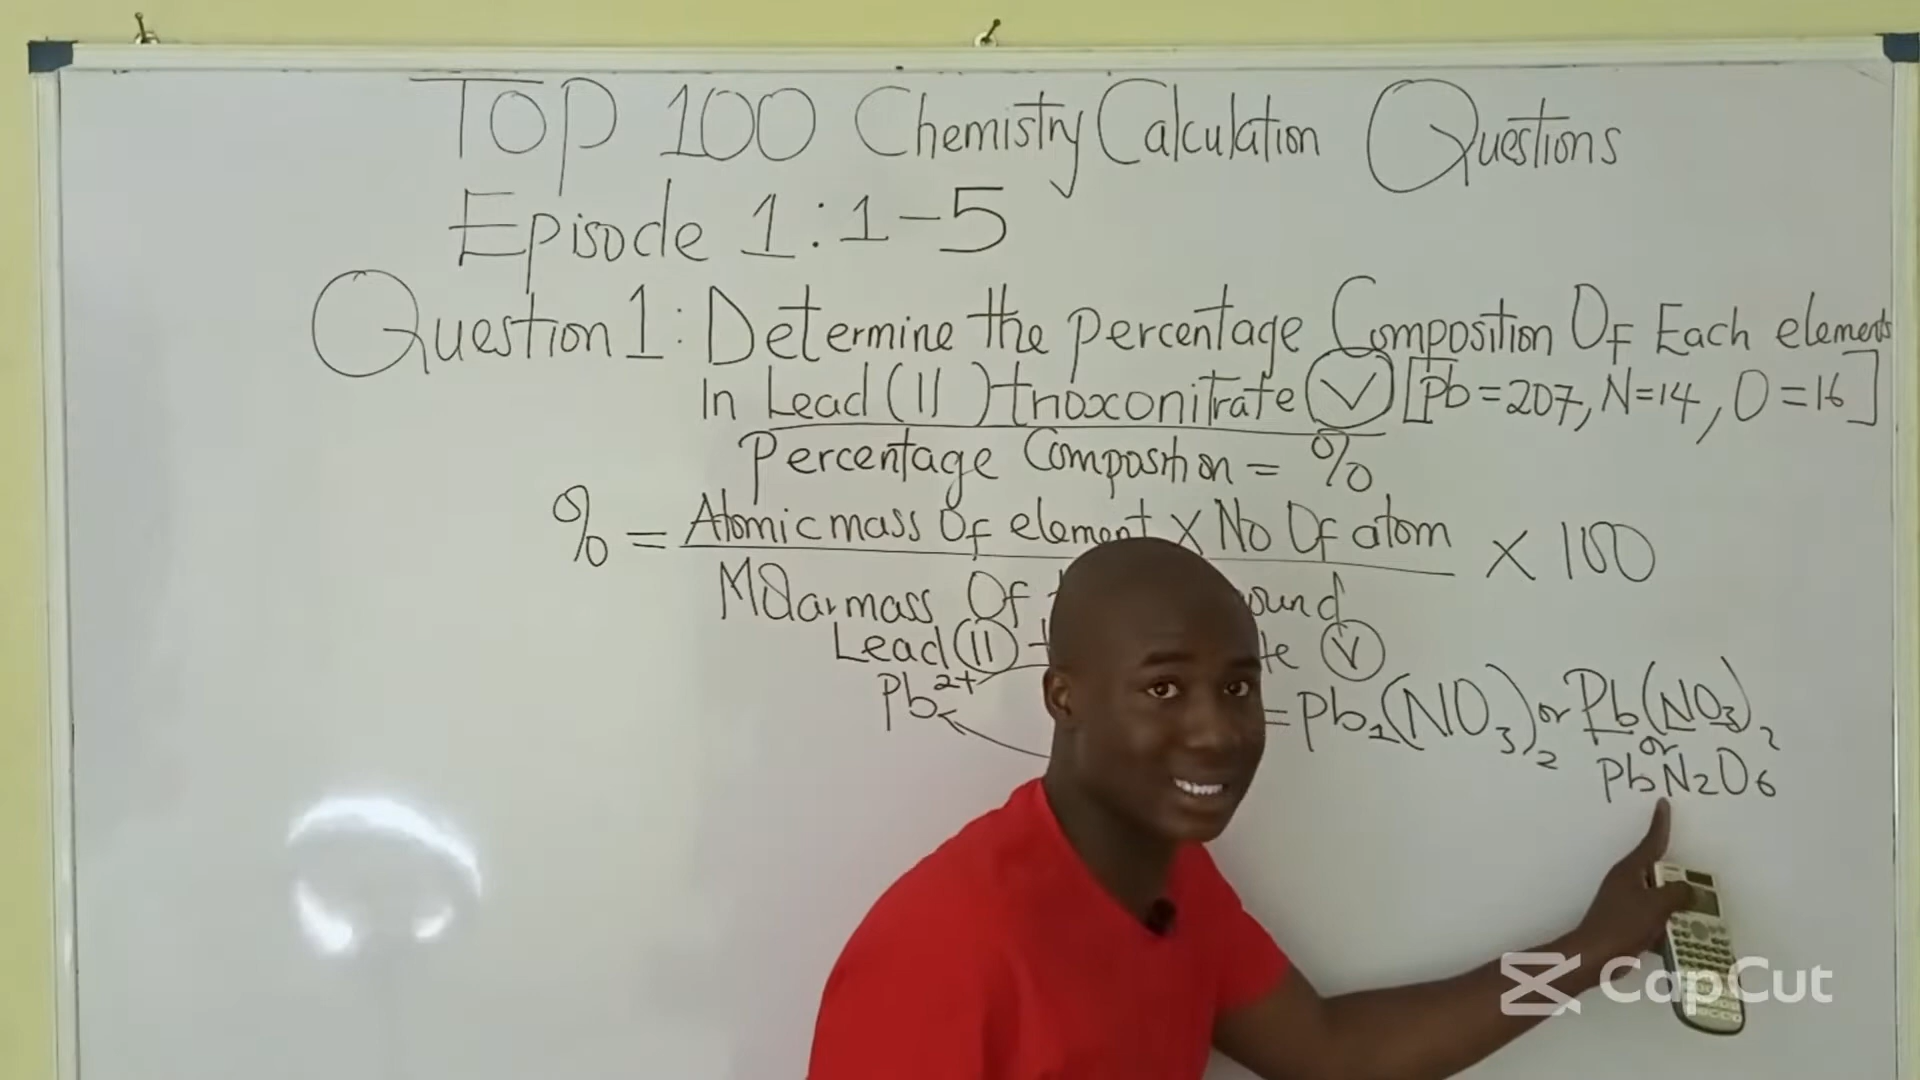 TOP 100 Chemistry Calculation Questions
Episode 1:1-5
Question 1: Determine the percentage Composition Of Each elements
In Lead (II) trioxonitrate (V) [Pb=207, N=14, O=16]
Percentage Composition = %
% = Atomic mass Of element × No Of atom × 100
Molar mass Of
Lead (II) (V)
Pb²⁺ = Pb₁(NO₃)₂ or Pb(NO₃)₂
or
PbN₂O₆
CapCut